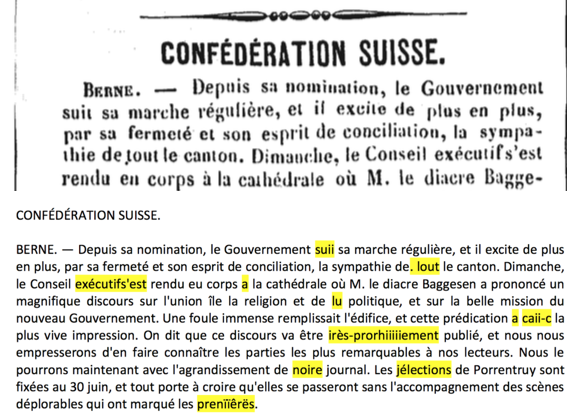 CONFÉDÉRATION SUISSE.
BERNE. — Depuis sa nomination, le Gouvernement
suit sa marche régulière, et il excite de plus en plus,
par sa fermeté et son esprit de conciliation, la sympa-
thie de tout le canton. Dimanche, le Conseil exécutif s'est
rendu en corps à la cathédrale où M. le diacre Bagge-
CONFÉDÉRATION SUISSE.
BERNE. — Depuis sa nomination, le Gouvernement suii sa marche régulière, et il excite de plus
en plus, par sa fermeté et son esprit de conciliation, la sympathie de. lout le canton. Dimanche,
le Conseil exécutifs'est rendu eu corps a la cathédrale où M. le diacre Baggesen a prononcé un
magnifique discours sur l'union île la religion et de lu politique, et sur la belle mission du
nouveau Gouvernement. Une foule immense remplissait l'édifice, et cette prédication a caii-c la
plus vive impression. On dit que ce discours va être irès-prorhiiiiiement publié, et nous nous
empresserons d'en faire connaître les parties les plus remarquables à nos lecteurs. Nous le
pourrons maintenant avec l'agrandissement de noire journal. Les jélections de Porrentruy sont
fixées au 30 juin, et tout porte à croire qu'elles se passeront sans l'accompagnement des scènes
déplorables qui ont marqué les preniïêrës.